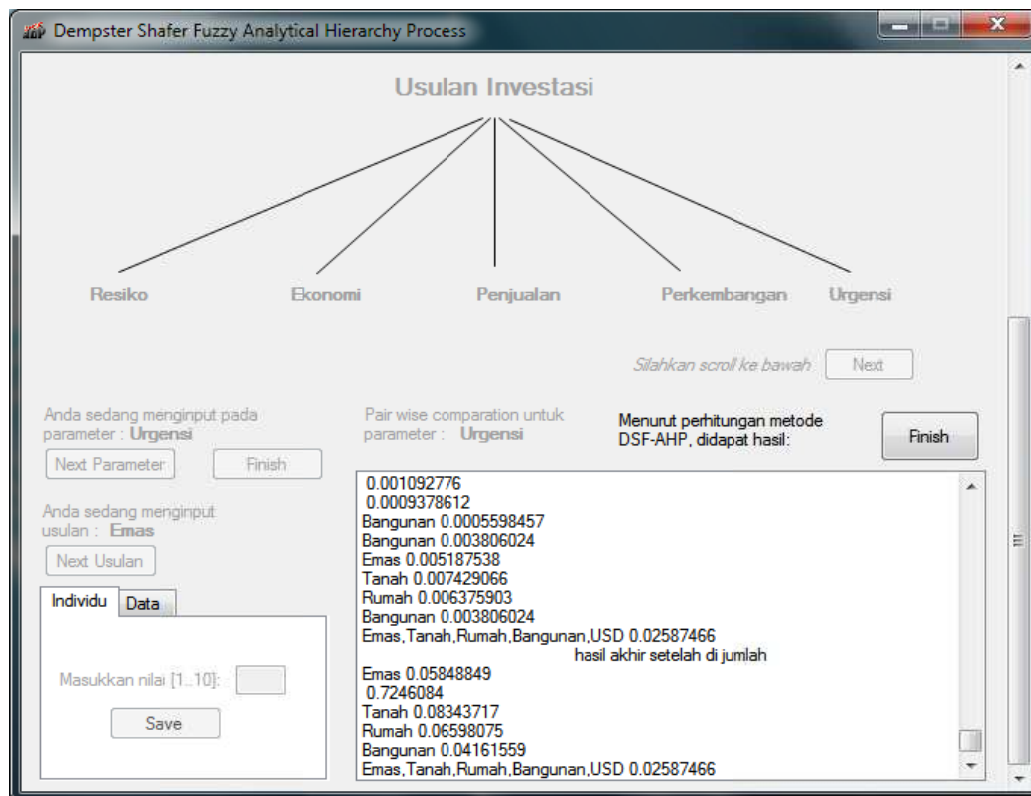 Dempster Shafer Fuzzy Analytical Hierarchy Process
Usulan Investasi
Resiko Ekonomi Penjualan Perkembangan Urgensi
Silahkan scroll ke bawah Next
Anda sedang menginput pada
parameter : Urgensi
Next Parameter Finish
Anda sedang menginput
usulan : Emas
Next Usulan
Individu Data
Masukkan nilai [1..10]:
Save
Pair wise comparation untuk
parameter : Urgensi
Menurut perhitungan metode
DSF-AHP, didapat hasil:
Finish
0.001092776
0.0009378612
Bangunan 0.0005598457
Bangunan 0.003806024
Emas 0.005187538
Tanah 0.007429066
Rumah 0.006375903
Bangunan 0.003806024
Emas,Tanah,Rumah,Bangunan,USD 0.02587466
hasil akhir setelah di jumlah
Emas 0.05848849
0.7246084
Tanah 0.08343717
Rumah 0.06598075
Bangunan 0.04161559
Emas,Tanah,Rumah,Bangunan,USD 0.02587466